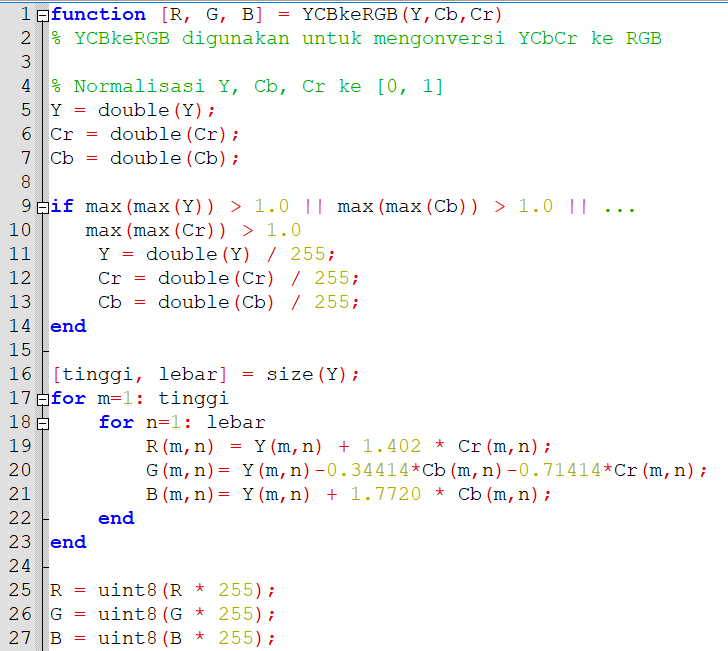 1 function [R, G, B] = YCBkeRGB(Y,Cb,Cr)
2 % YCBkeRGB digunakan untuk mengonversi YCbCr ke RGB
3
4 % Normalisasi Y, Cb, Cr ke [0, 1]
5 Y = double(Y);
6 Cr = double(Cr);
7 Cb = double(Cb);
8
9 if max(max(Y)) > 1.0 || max(max(Cb)) > 1.0 || ...
10    max(max(Cr)) > 1.0
11     Y = double(Y) / 255;
12     Cr = double(Cr) / 255;
13     Cb = double(Cb) / 255;
14 end
15
16 [tinggi, lebar] = size(Y);
17 for m=1: tinggi
18     for n=1: lebar
19         R(m,n) = Y(m,n) + 1.402 * Cr(m,n);
20         G(m,n)= Y(m,n)-0.34414*Cb(m,n)-0.71414*Cr(m,n);
21         B(m,n)= Y(m,n) + 1.7720 * Cb(m,n);
22     end
23 end
24
25 R = uint8(R * 255);
26 G = uint8(G * 255);
27 B = uint8(B * 255);